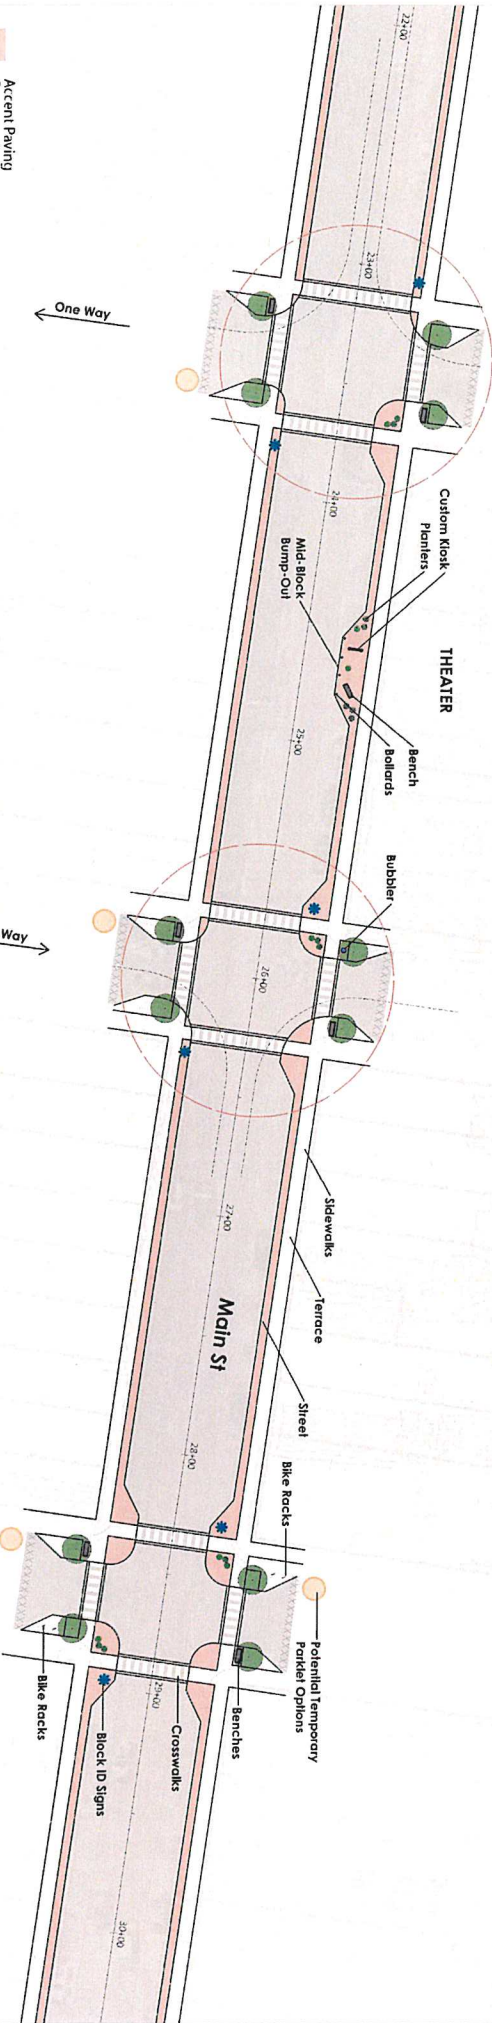 22+00
Accent Paving
23+00
One Way
24+00
Custom Kiosk
Planters
Mid-Block
Bump-Out
THEATER
Bench
Bollards
25+00
Bubbler
Way
26+00
Sidewalks
Terrace
Street
27+00
Main St
28+00
Bike Racks
Potential Temporary
Parklet Options
Benches
Crosswalks
29+00
Block ID Signs
Bike Racks
30+00